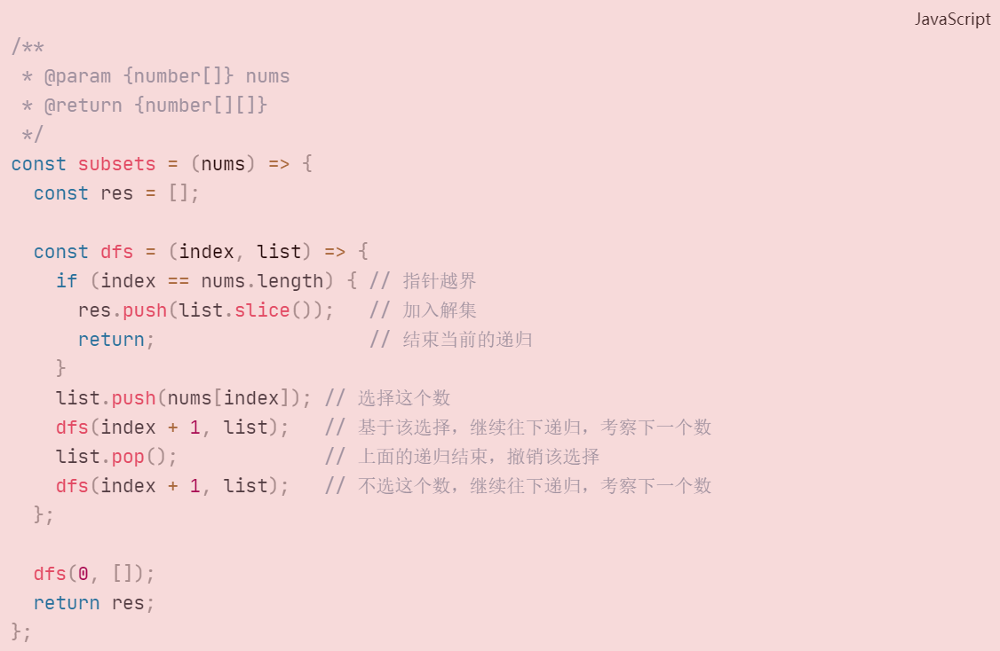 JavaScript
/**
 * @param {number[]} nums
 * @return {number[][]}
 */
const subsets = (nums) => {
  const res = [];
  const dfs = (index, list) => {
    if (index == nums.length) { // 指针越界
      res.push(list.slice());   // 加入解集
      return;                   // 结束当前的递归
    }
    list.push(nums[index]); // 选择这个数
    dfs(index + 1, list);   // 基于该选择，继续往下递归，考察下一个数
    list.pop();             // 上面的递归结束，撤销该选择
    dfs(index + 1, list);   // 不选这个数，继续往下递归，考察下一个数
  };
  dfs(0, []);
  return res;
};